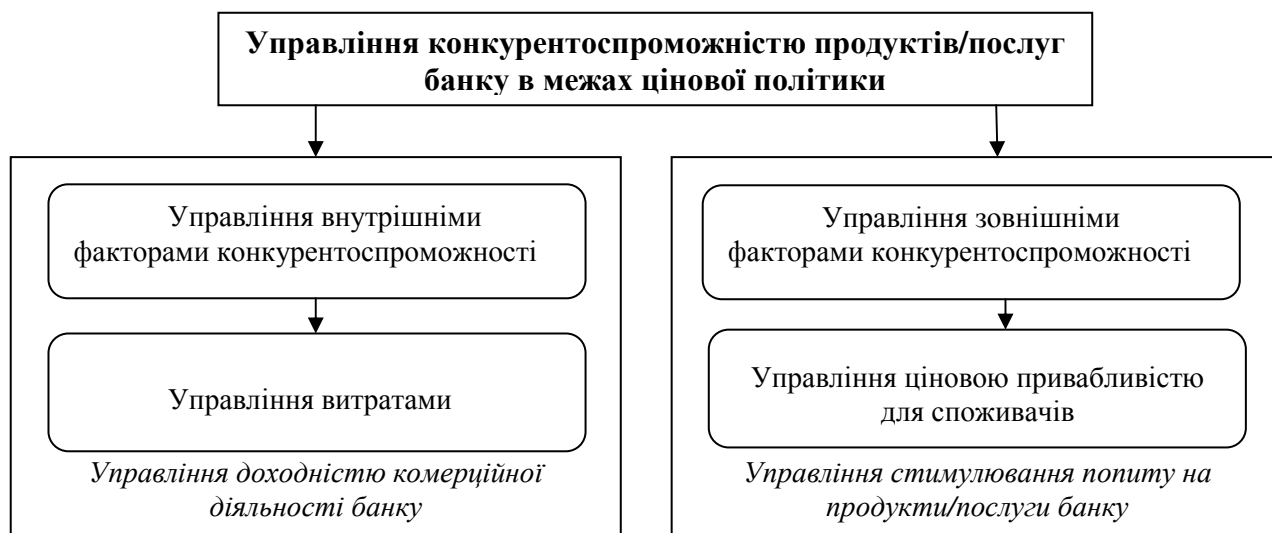 Управління конкурентоспроможністю продуктів/послуг
банку в межах цінової політики
Управління внутрішніми
факторами конкурентоспроможності
Управління витратами
Управління доходністю комерційної
діяльності банку
Управління зовнішніми
факторами конкурентоспроможності
Управління ціновою привабливістю
для споживачів
Управління стимулювання попиту на
продукти/послуги банку